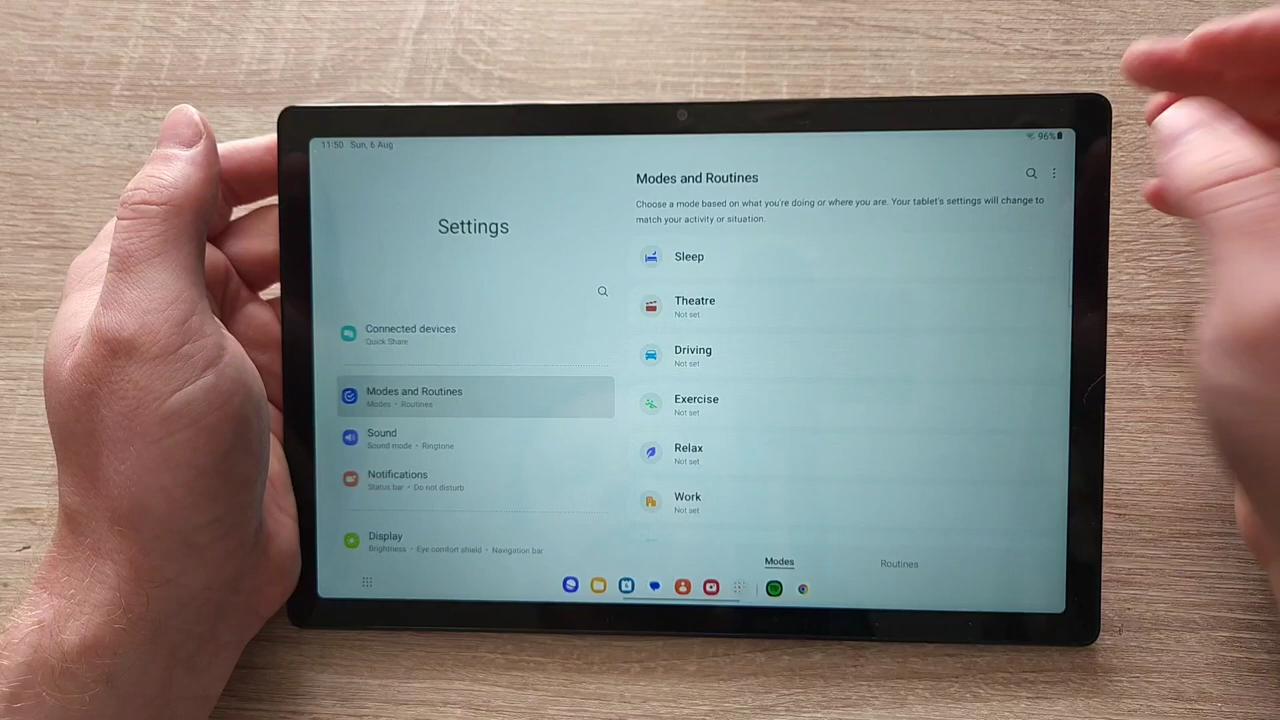 11:50 Sun, 6 Aug
96%
Settings
Connected devices
Quick Share
Modes and Routines
Modes • Routines
Sound
Sound mode • Ringtone
Notifications
Status bar • Do not disturb
Display
Brightness • Eye comfort shield • Navigation bar
Modes and Routines
Choose a mode based on what you're doing or where you are. Your tablet's settings will change to
match your activity or situation.
Sleep
Theatre
Not set
Driving
Not set
Exercise
Not set
Relax
Not set
Work
Not set
Modes
Routines